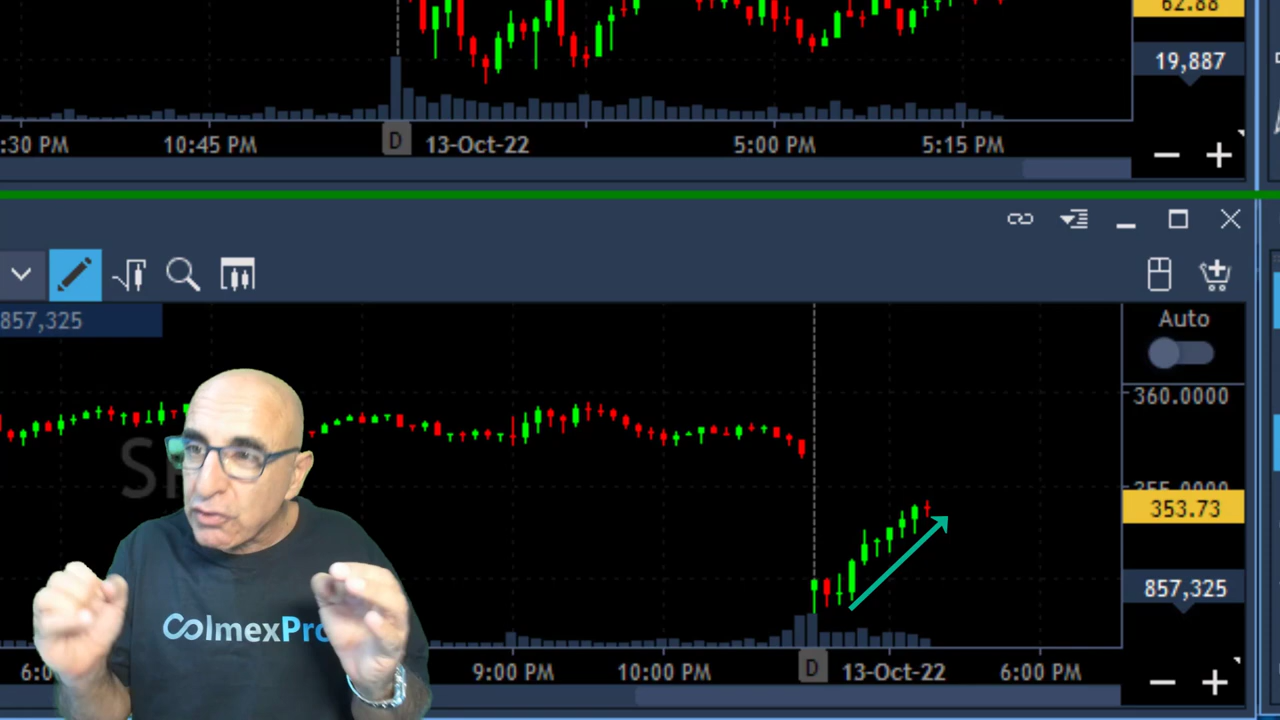 62.88
19,887
:30 PM
10:45 PM
D
13-Oct-22
5:00 PM
5:15 PM
857,325
Auto
360.0000
355.0000
353.73
857,325
ColmexPro
6:0
9:00 PM
10:00 PM
D
13-Oct-22
6:00 PM